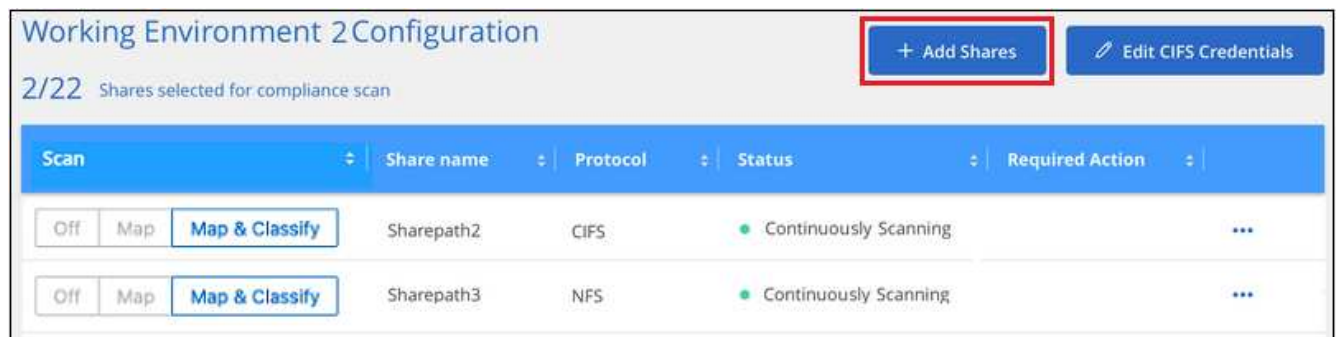 Working Environment 2 Configuration
+ Add Shares
Edit CIFS Credentials
2/22 Shares selected for compliance scan
Scan Share name Protocol Status Required Action
Off Map Map & Classify Sharepath2 CIFS Continuously Scanning •••
Off Map Map & Classify Sharepath3 NFS Continuously Scanning •••